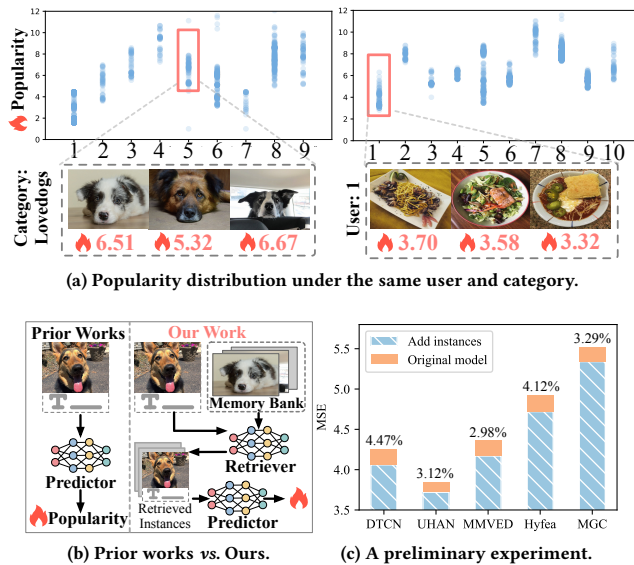 Popularity
12
10
8
6
4
2
0
1 2 3 4 5 6 7 8 9
12
10
8
6
4
2
0
1 2 3 4 5 6 7 8 9 10
Category:
Lovedogs
6.51 5.32 6.67
User: 1
3.70 3.58 3.32
(a) Popularity distribution under the same user and category.
Prior Works
T
Predictor
Popularity
Our Work
T
Memory Bank
Retriever
Retrieved
Instances
Predictor
(b) Prior works vs. Ours.
MSE
5.5
5.0
4.5
4.0
3.5
Add instances
Original model
4.47%
3.12%
2.98%
4.12%
3.29%
DTCN UHAN MMVED Hyfea MGC
(c) A preliminary experiment.